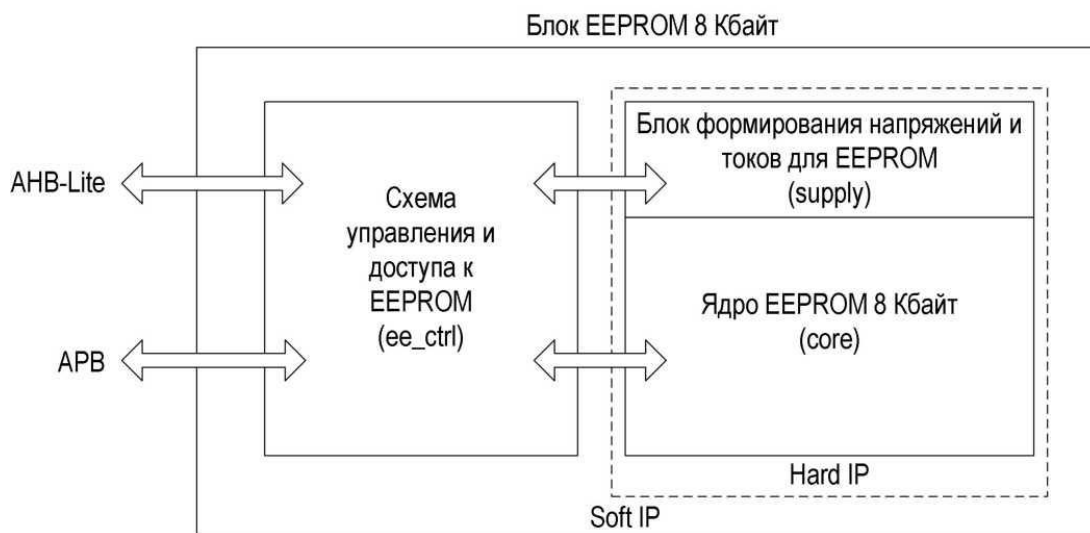 Блок EEPROM 8 Кбайт
AHB-Lite
APB
Схема
управления и
доступа к
EEPROM
(ee_ctrl)
Блок формирования напряжений и
токов для EEPROM
(supply)
Ядро EEPROM 8 Кбайт
(core)
Hard IP
Soft IP